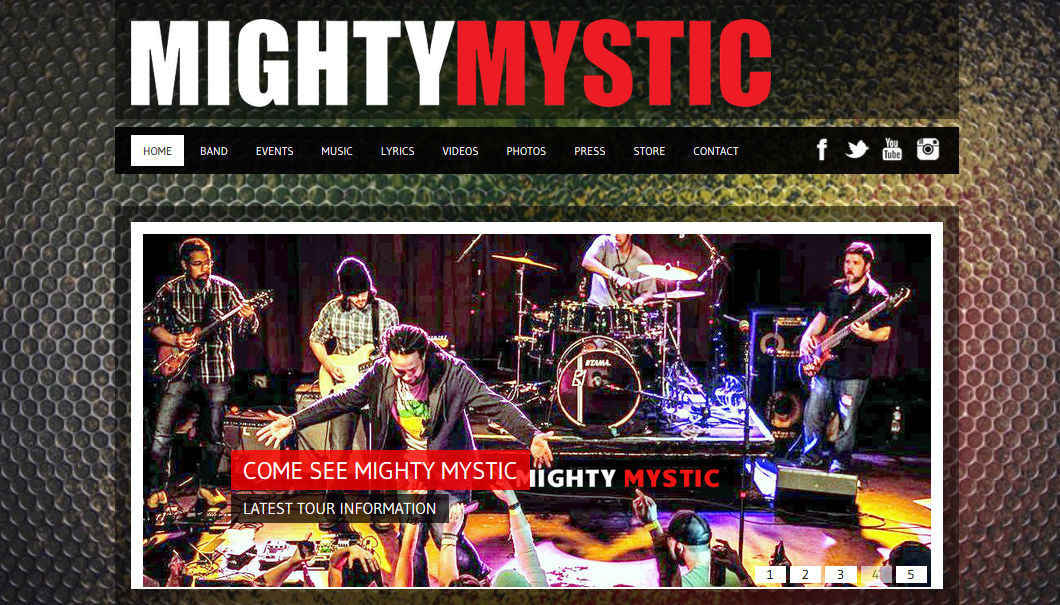 MIGHTYMYSTIC
HOME BAND EVENTS MUSIC LYRICS VIDEOS PHOTOS PRESS STORE CONTACT
You
Tube
TAMA
COME SEE MIGHTY MYSTIC
MIGHTY MYSTIC
LATEST TOUR INFORMATION
1 2 3 4 5